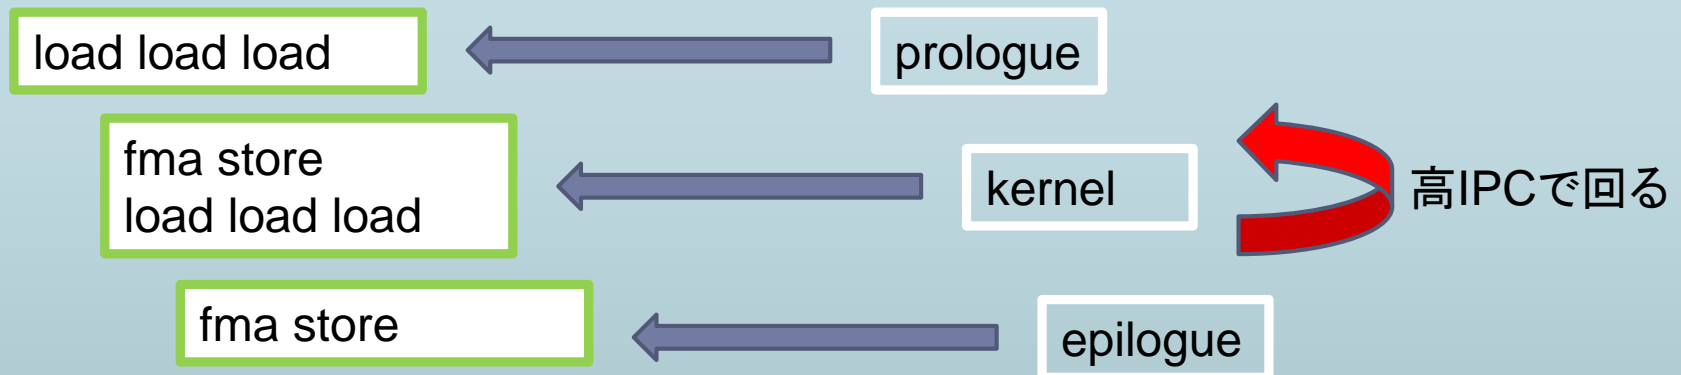 load load load
prologue
fma store
load load load
kernel
高IPCで回る
fma store
epilogue